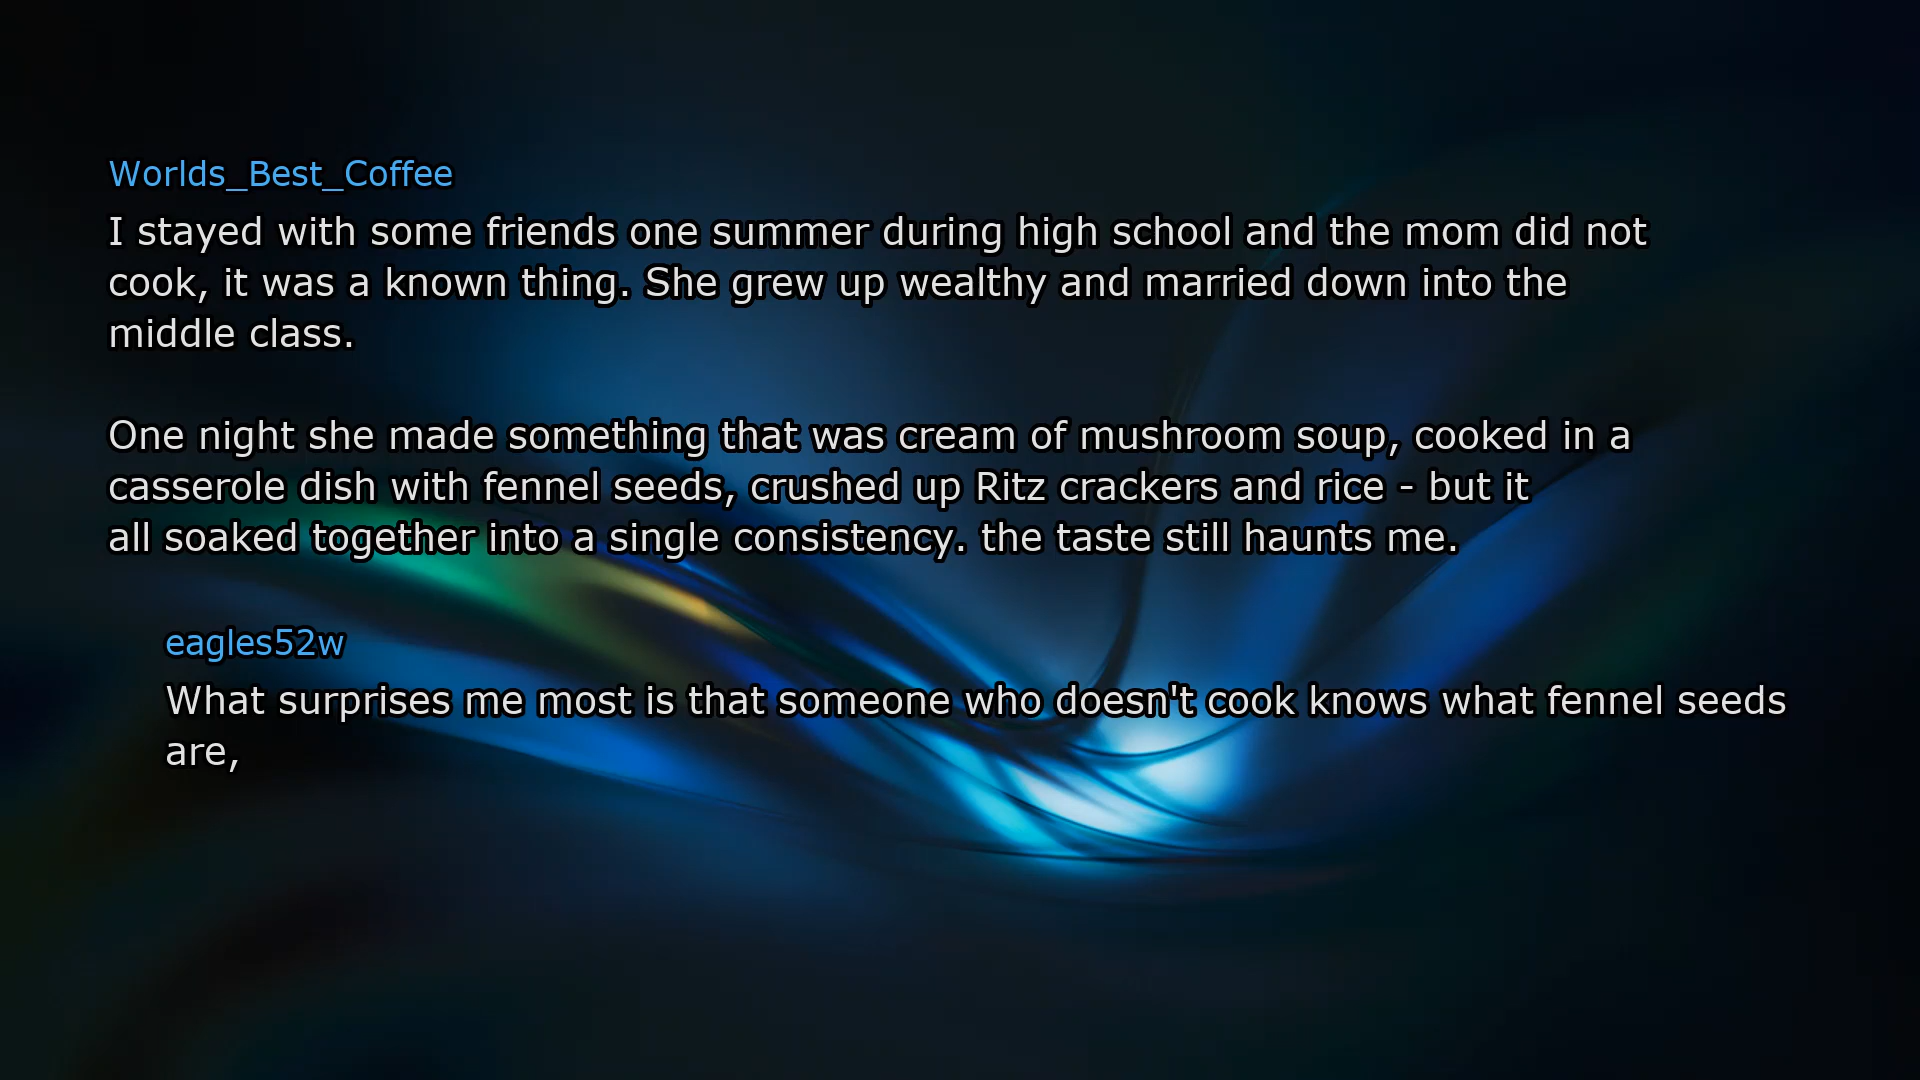 Worlds_Best_Coffee
I stayed with some friends one summer during high school and the mom did not
cook, it was a known thing. She grew up wealthy and married down into the
middle class.
One night she made something that was cream of mushroom soup, cooked in a
casserole dish with fennel seeds, crushed up Ritz crackers and rice - but it
all soaked together into a single consistency. the taste still haunts me.
eagles52w
What surprises me most is that someone who doesn't cook knows what fennel seeds
are,